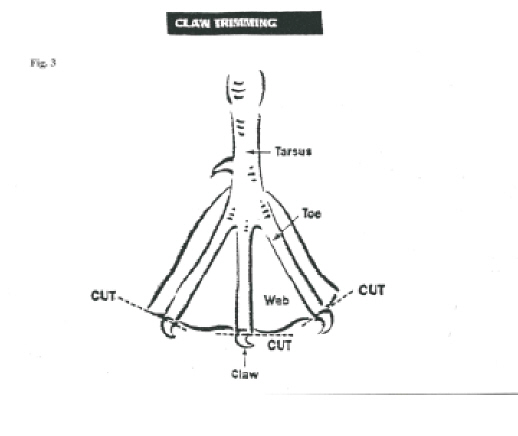 CLAW TRIMMING
Fig. 3
Tarsus
Toe
CUT
Web
CUT
CUT
Claw